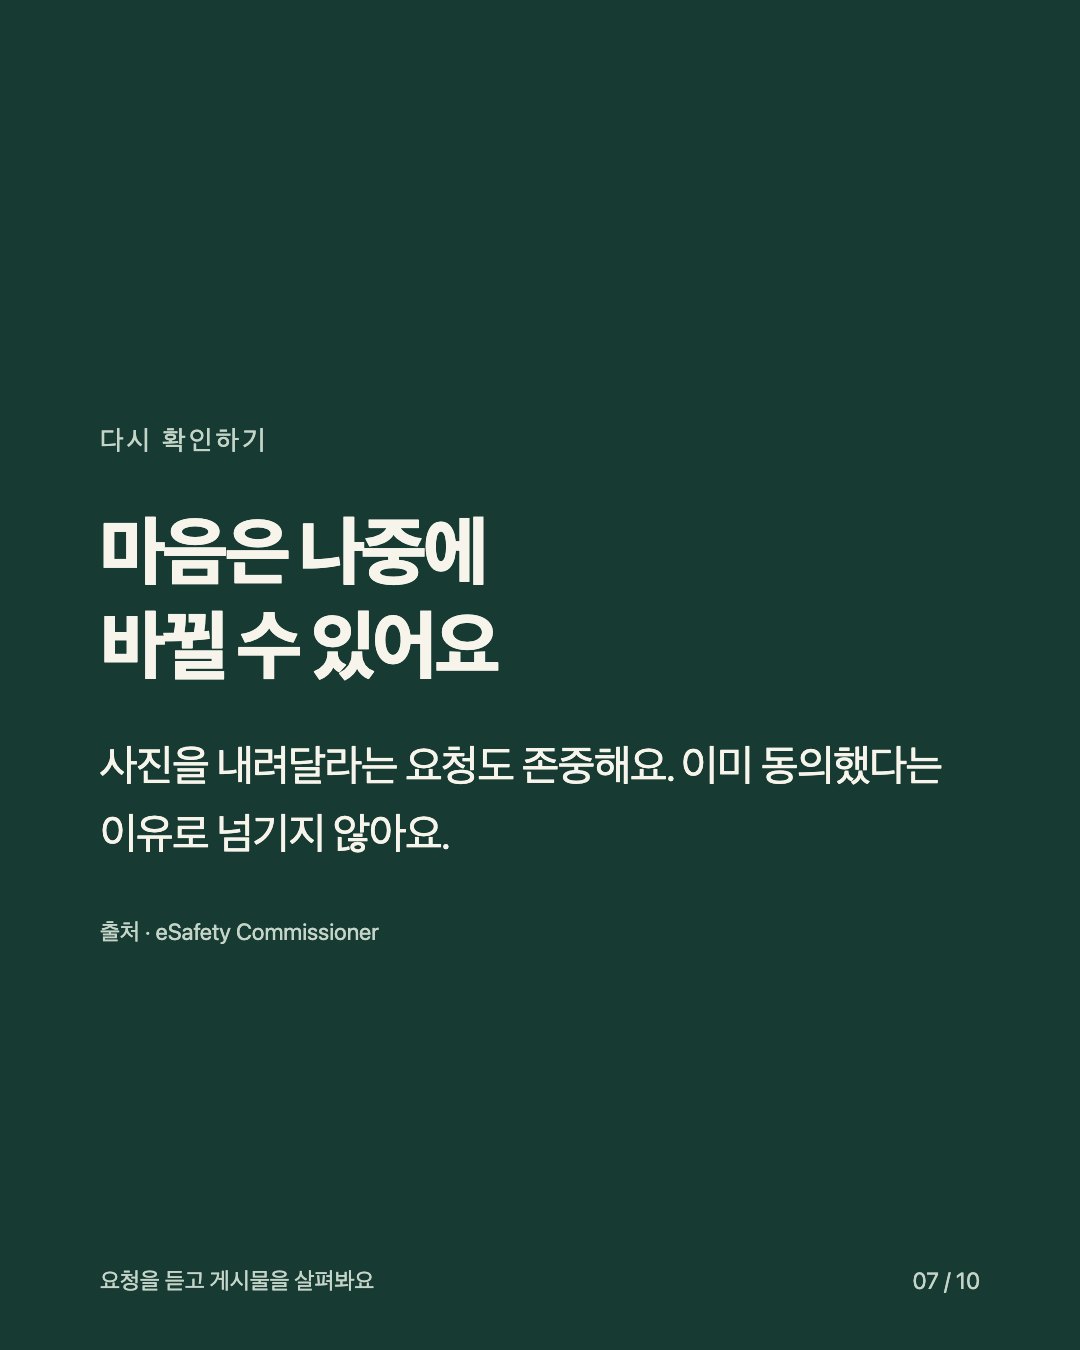 다시 확인하기
마음은 나중에
바뀔 수 있어요
사진을 내려달라는 요청도 존중해요. 이미 동의했다는
이유로 넘기지 않아요.
출처 · eSafety Commissioner
요청을 듣고 게시물을 살펴봐요
07 / 10